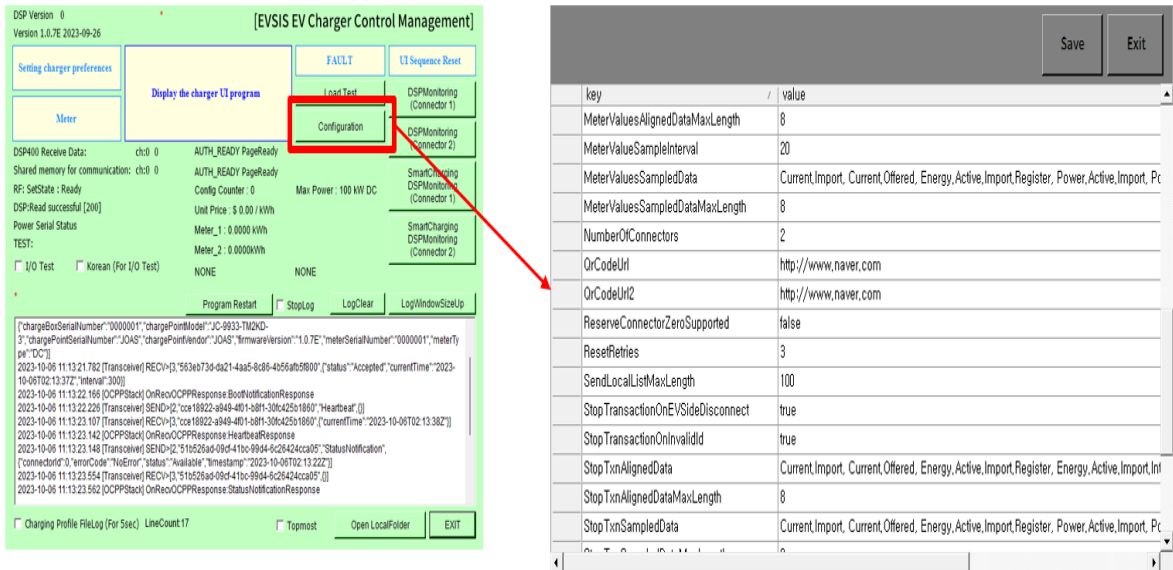 DSP Version 0
Version 1.0.7E 2023-09-26
*
[EVSIS EV Charger Control Management]
Setting charger preferences
Meter
Display the charger UI program
FAULT
UI Sequence Reset
Load Test
DSPMonitoring
(Connector 1)
Configuration
DSPMonitoring
(Connector 2)
SmartCharging
DSPMonitoring
(Connector 1)
SmartCharging
DSPMonitoring
(Connector 2)
DSP400 Receive Data: ch:0 0
Shared memory for communication: ch:0 0
RF: SetState : Ready
DSP:Read successful [200]
Power Serial Status
TEST:
I/O Test Korean (For I/O Test)
AUTH_READY PageReady
AUTH_READY PageReady
Config Counter : 0 Max Power : 100 kW DC
Unit Price : $ 0.00 / kWh
Meter_1 : 0.0000 kWh
Meter_2 : 0.0000kWh
NONE NONE
*
Program Restart StopLog LogClear LogWindowSizeUp
{"chargeBoxSerialNumber":"0000001","chargePointModel":"JC-9933-TM2KD-
3","chargePointSerialNumber":"JOAS","chargePointVendor":"JOAS","firmwareVersion":"1.0.7E","meterSerialNumber":"0000001","meterTy
pe":"DC"}]
2023-10-06 11:13:21.782 [Transceiver] RECV>[3,"563eb73d-da21-4aa5-8c86-4b56afb5f800",{"status":"Accepted","currentTime":"2023-
10-06T02:13:37Z","interval":300}]
2023-10-06 11:13:22.166 [OCPPStack] OnRecvOCPPResponse:BootNotificationResponse
2023-10-06 11:13:22.226 [Transceiver] SEND>[2,"cce18922-a949-4f01-b8f1-30fc425b1860","Heartbeat",{}]
2023-10-06 11:13:23.107 [Transceiver] RECV>[3,"cce18922-a949-4f01-b8f1-30fc425b1860",{"currentTime":"2023-10-06T02:13:38Z"}]
2023-10-06 11:13:23.142 [OCPPStack] OnRecvOCPPResponse:HeartbeatResponse
2023-10-06 11:13:23.148 [Transceiver] SEND>[2,"51b526ad-09cf-41bc-99d4-6c26424cca05","StatusNotification",
{"connectorId":0,"errorCode":"NoError","status":"Available","timestamp":"2023-10-06T02:13:22Z"}]
2023-10-06 11:13:23.554 [Transceiver] RECV>[3,"51b526ad-09cf-41bc-99d4-6c26424cca05",{}]
2023-10-06 11:13:23.562 [OCPPStack] OnRecvOCPPResponse:StatusNotificationResponse
Charging Profile FileLog (For 5sec) LineCount:17 Topmost Open LocalFolder EXIT
Save Exit
key / value
MeterValuesAlignedDataMaxLength 8
MeterValueSampleInterval 20
MeterValuesSampledData Current,Import, Current,Offered, Energy,Active,Import,Register, Power,Active,Import, Po
MeterValuesSampledDataMaxLength 8
NumberOfConnectors 2
QrCodeUrl http://www,naver,com
QrCodeUrl2 http://www,naver,com
ReserveConnectorZeroSupported false
ResetRetries 3
SendLocalListMaxLength 100
StopTransactionOnEVSideDisconnect true
StopTransactionOnInvalidId true
StopTxnAlignedData Current,Import, Current,Offered, Energy,Active,Import,Register, Energy,Active,Import,Int
StopTxnAlignedDataMaxLength 8
StopTxnSampledData Current,Import, Current,Offered, Energy,Active,Import,Register, Power,Active,Import, Po